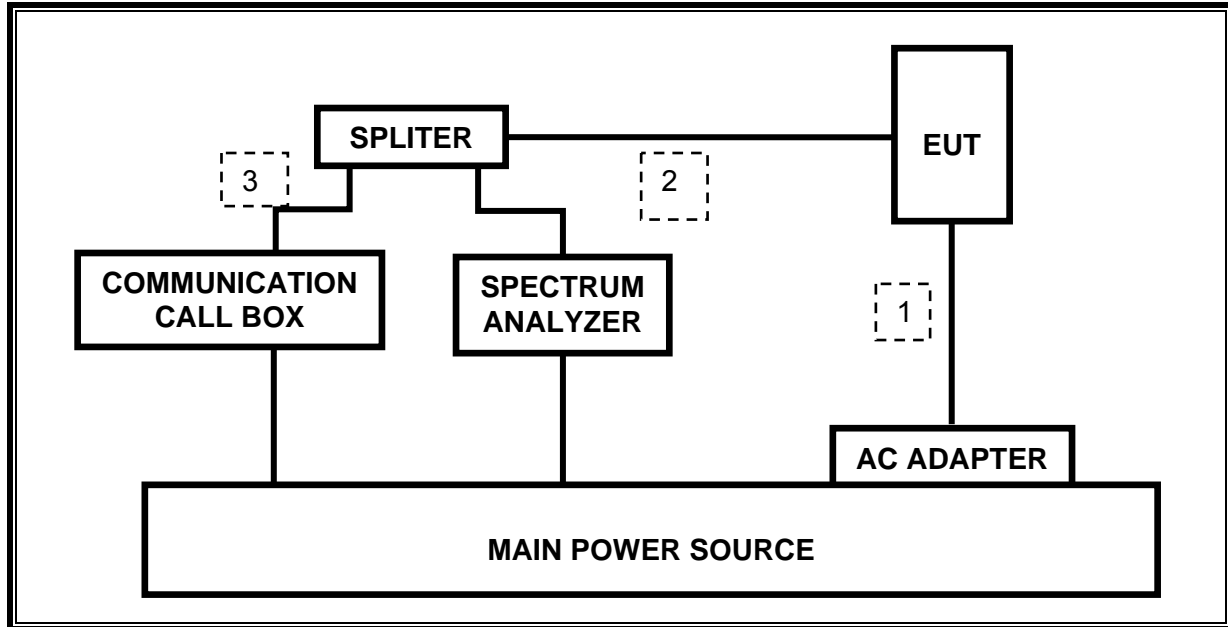 SPLITER
EUT
3
2
COMMUNICATION
CALL BOX
SPECTRUM
ANALYZER
1
AC ADAPTER
MAIN POWER SOURCE